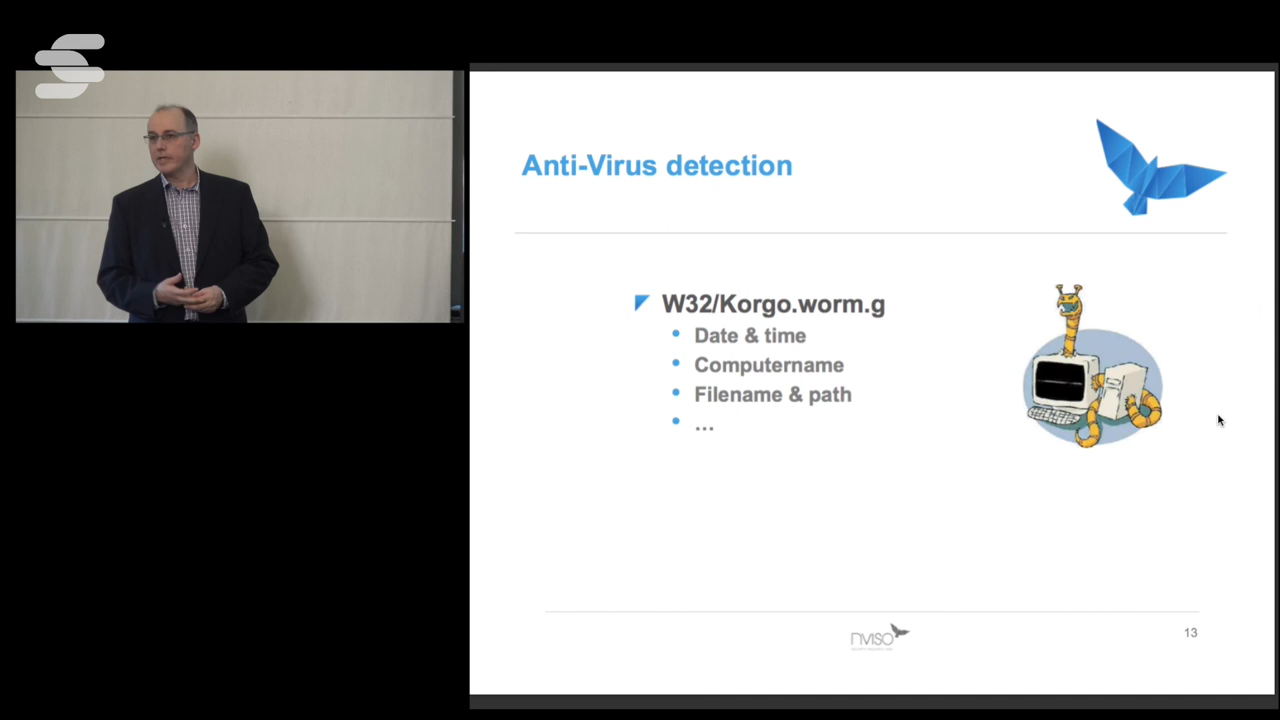 Anti-Virus detection
W32/Korgo.worm.g
Date & time
Computername
Filename & path
...
NVISO
13